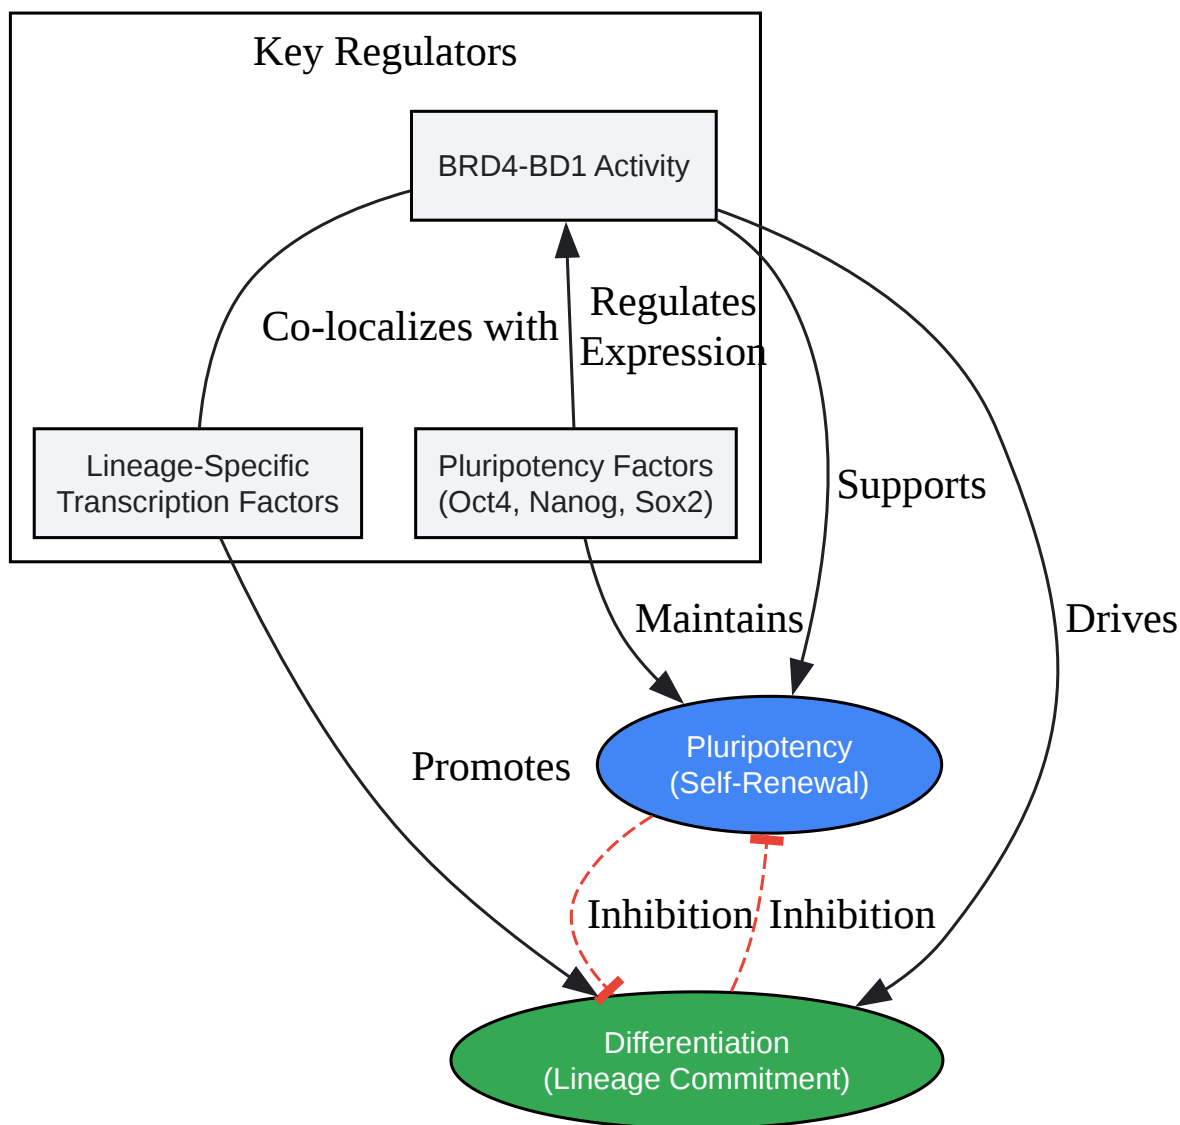 Key Regulators
BRD4-BD1 Activity
Co-localizes with
Regulates
Expression
Lineage-Specific
Transcription Factors
Pluripotency Factors
(Oct4, Nanog, Sox2)
Supports
Maintains
Drives
Pluripotency
(Self-Renewal)
Promotes
Inhibition
Inhibition
Differentiation
(Lineage Commitment)